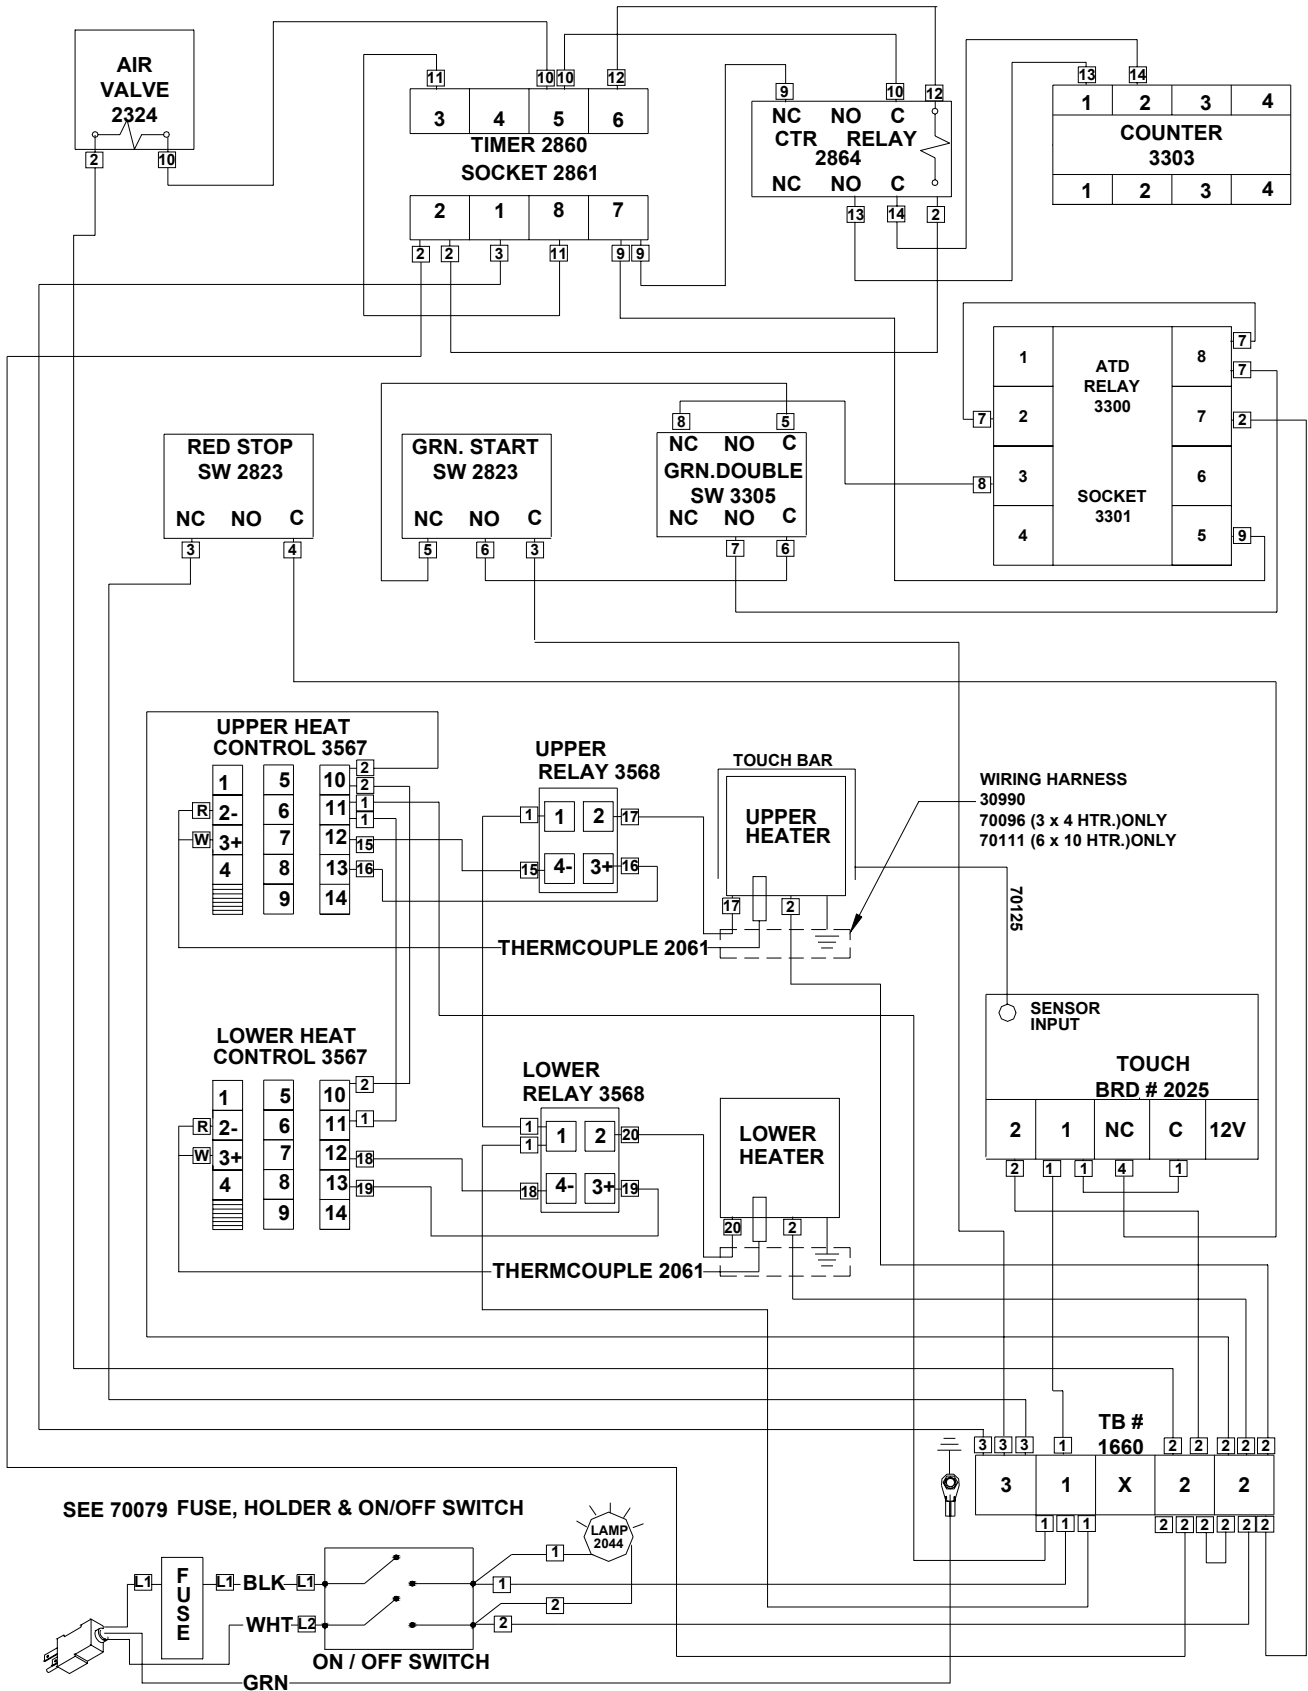 AIR
VALVE
2324
2
10
11
10 10
12
3 4 5 6
TIMER 2860
SOCKET 2861
2 1 8 7
2 2 3 11 9 9
9 10 12
NC NO C
CTR RELAY
2864
NC NO C
13 14 2
13 14
1 2 3 4
COUNTER
3303
1 2 3 4
RED STOP
SW 2823
NC NO C
3 4
GRN. START
SW 2823
NC NO C
5 6 3
8 5
NC NO C
GRN.DOUBLE
SW 3305
NC NO C
7 6
1 8 7
7
ATD
RELAY
3300
7 2 7 2
8 3 6
SOCKET
3301
4 5 9
UPPER HEAT
CONTROL 3567
1 5 10 2
2
R 2- 6 11 1
1
W 3+ 7 12 15
4 8 13 16
9 14
UPPER
RELAY 3568
1 1 2 17
15 4- 3+ 16
TOUCH BAR
UPPER
HEATER
17 2
THERMCOUPLE 2061
WIRING HARNESS
30990
70096 (3 x 4 HTR.)ONLY
70111 (6 x 10 HTR.)ONLY
70125
LOWER HEAT
CONTROL 3567
1 5 10 2
R 2- 6 11 1
W 3+ 7 12 18
4 8 13 19
9 14
LOWER
RELAY 3568
1
1 1 2 20
18 4- 3+ 19
LOWER
HEATER
20 2
THERMCOUPLE 2061
SENSOR
INPUT
TOUCH
BRD # 2025
2 1 NC C 12V
2 1 1 4 1
TB #
1660
3 3 3 1 2 2 2 2 2
3 1 X 2 2
1 1 1 2 2 2 2 2 2
SEE 70079 FUSE, HOLDER & ON/OFF SWITCH
LAMP
2044
1
L1 FUSE L1 BLK L1
1
2
WHT L2
2
ON / OFF SWITCH
GRN